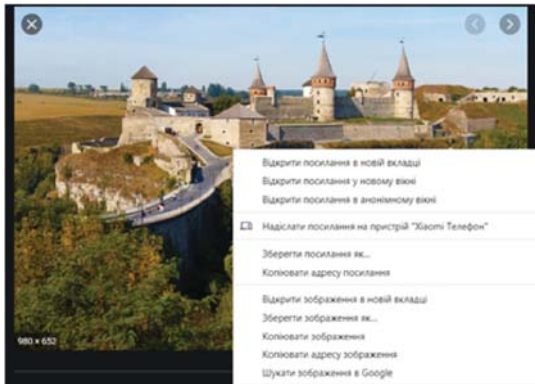 Відкрити посилання в новій вкладці
Відкрити посилання у новому вікні
Відкрити посилання в анонімному вікні
Надіслати посилання на пристрій "Xiaomi Телефон"
Зберегти посилання як...
Копіювати адресу посилання
Відкрити зображення в новій вкладці
Зберегти зображення як...
980 × 652
Копіювати зображення
Копіювати адресу зображення
Шукати зображення в Google